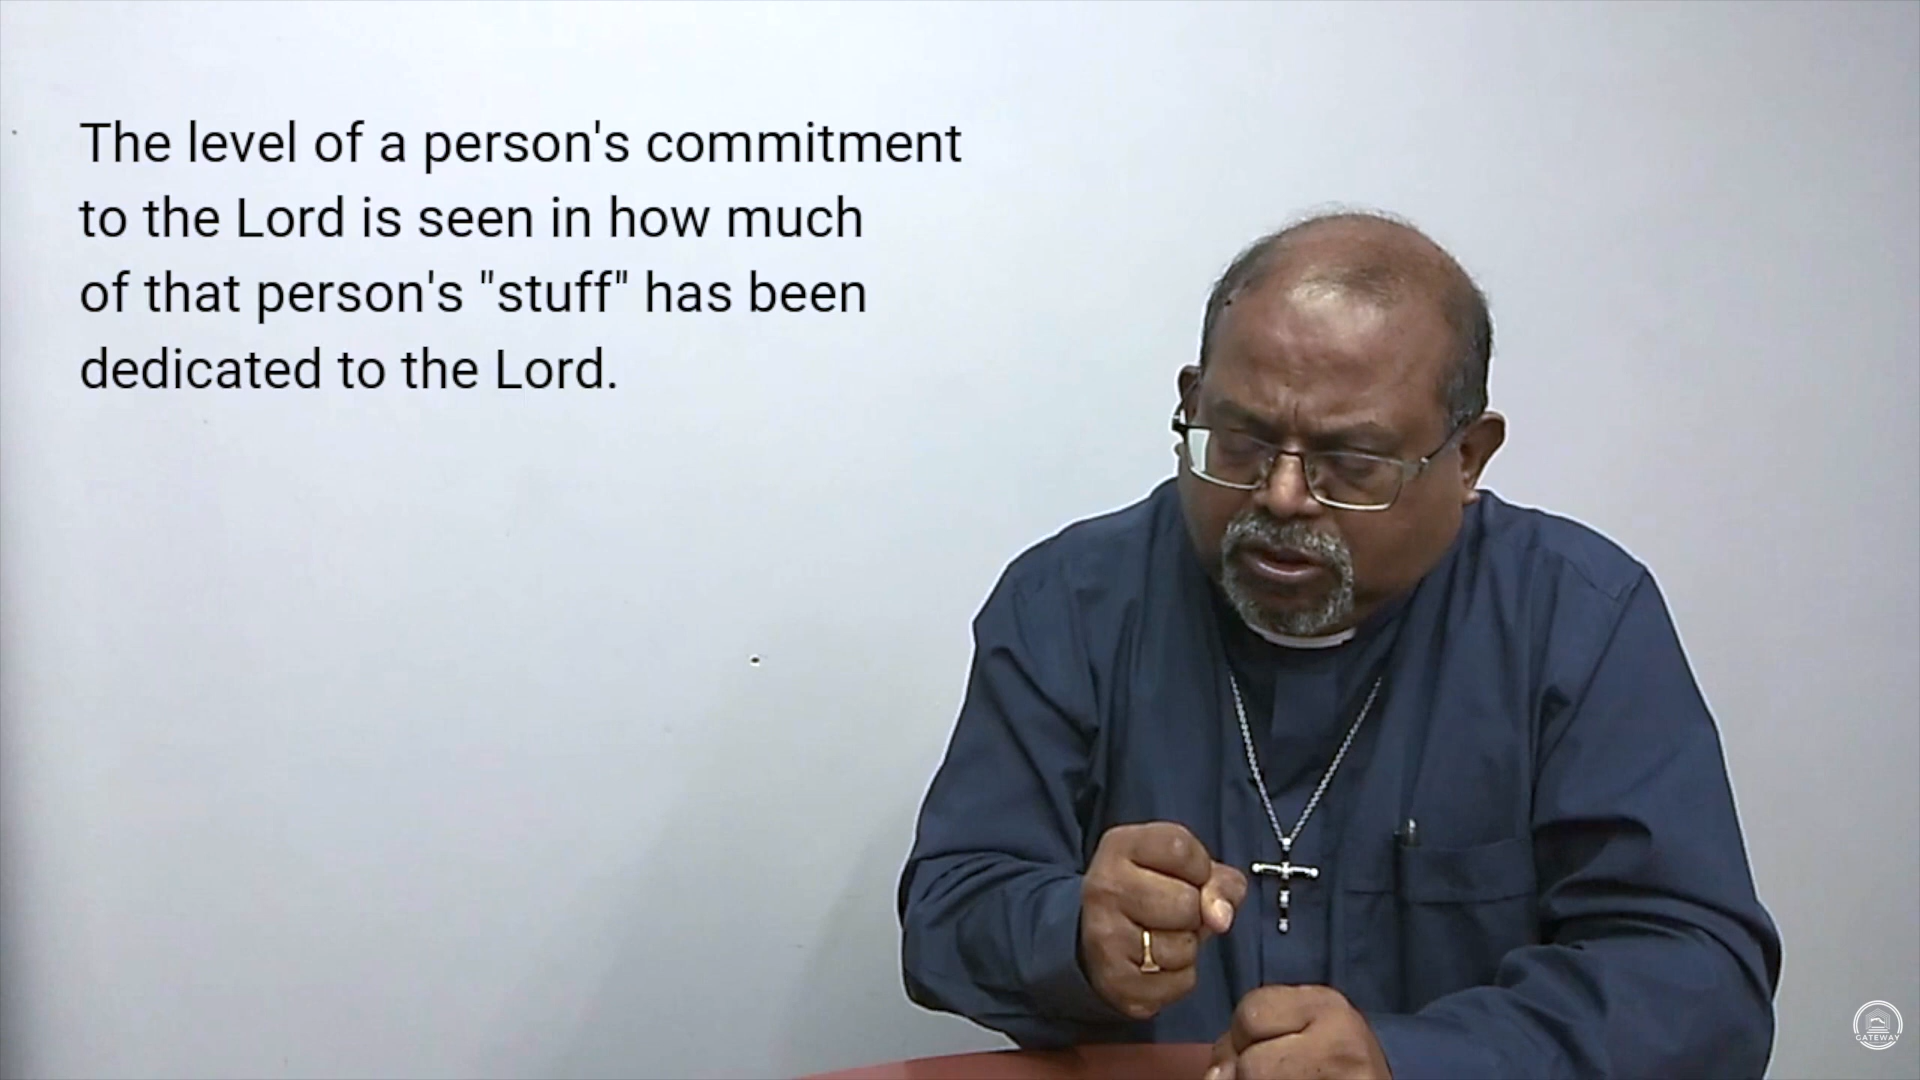 The level of a person's commitment
to the Lord is seen in how much
of that person's "stuff" has been
dedicated to the Lord.
GATEWAY